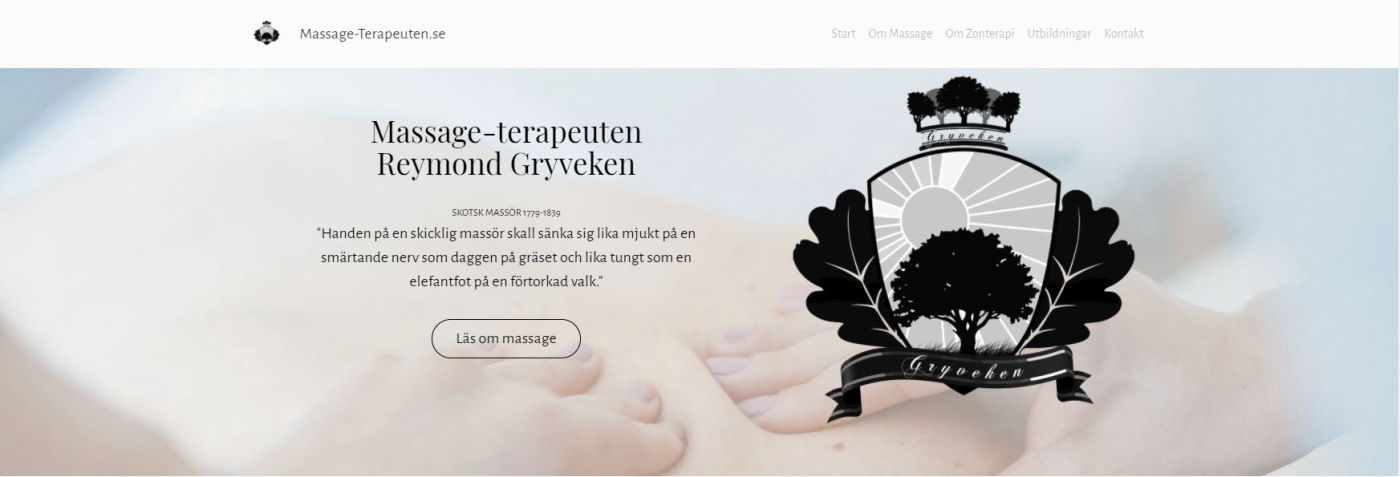 Massage-Terapeuten.se
Start Om Massage Om Zonterapi Utbildningar Kontakt
Gryveken
Massage-terapeuten
Reymond Gryveken
SKOTSK MASSÖR 1779-1839
"Handen på en skicklig massör skall sänka sig lika mjukt på en
smärtande nerv som daggen på gräset och lika tungt som en
elefantfot på en förtorkad valk."
Läs om massage
Gryveken